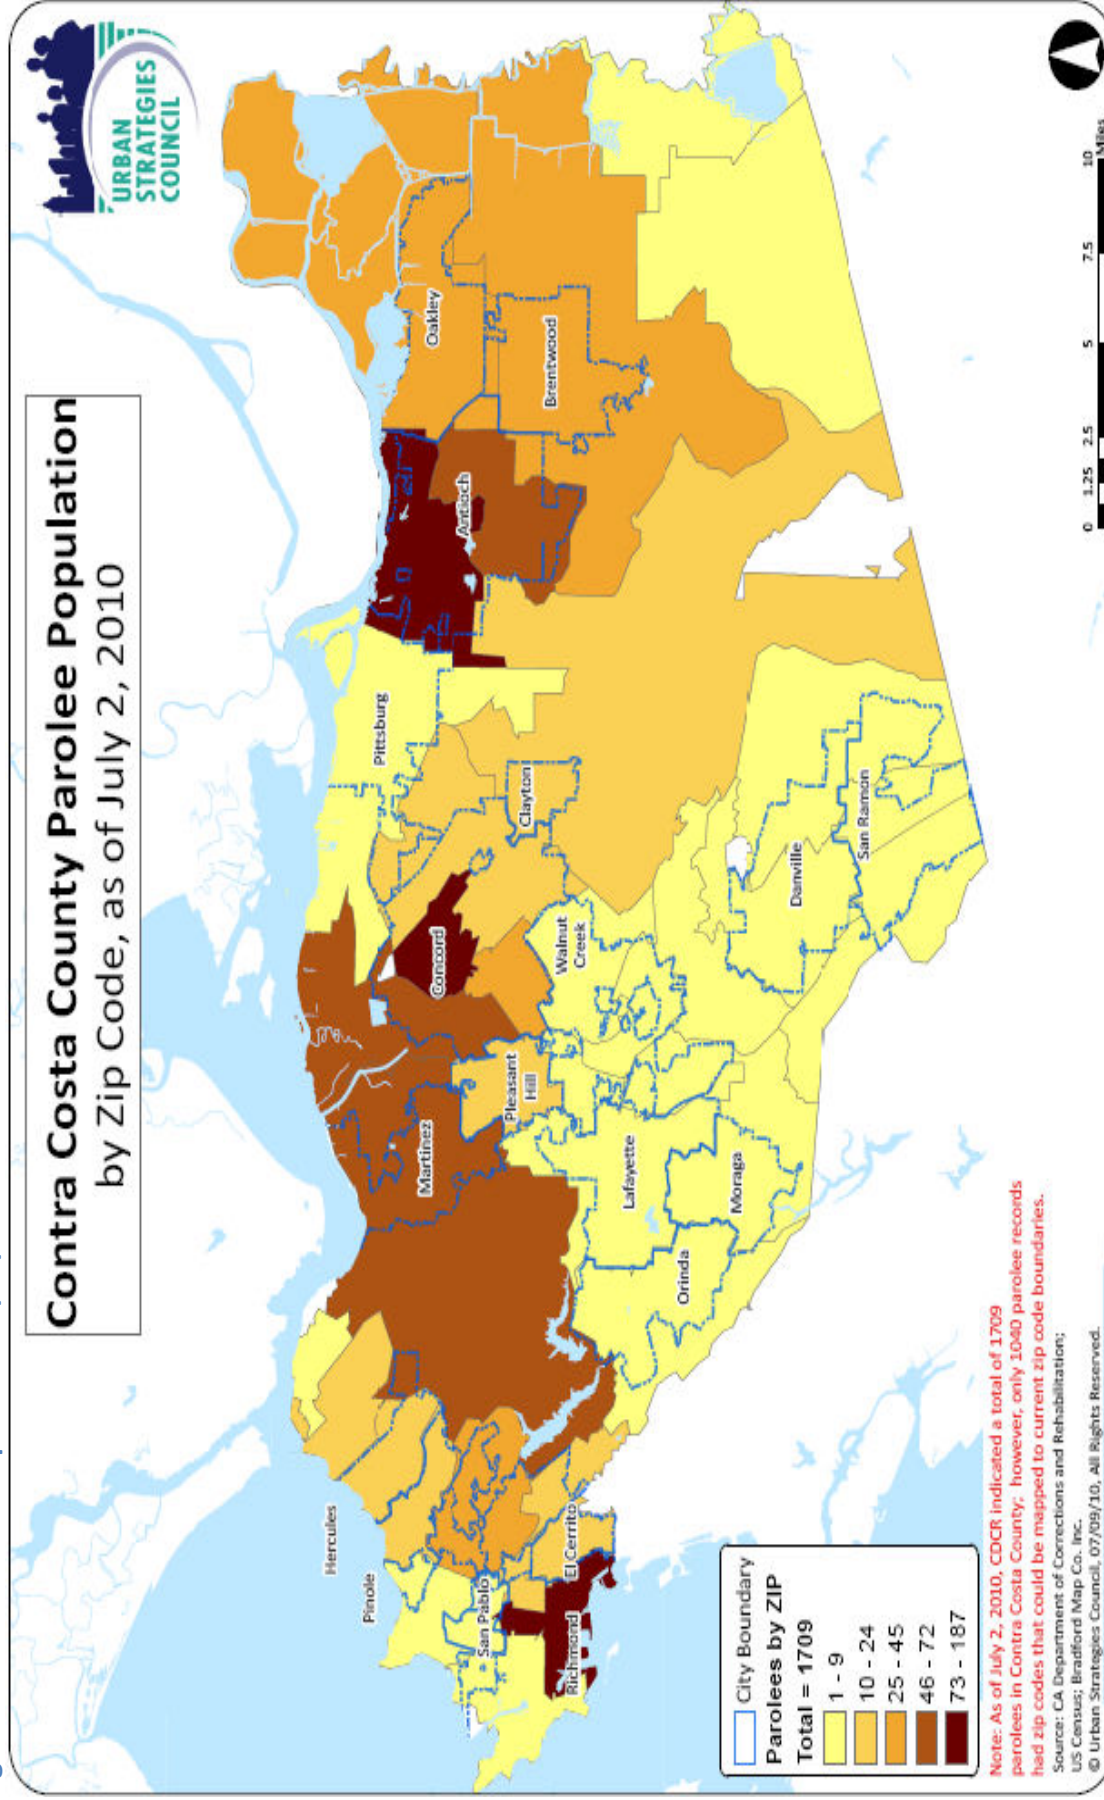 Contra Costa County Parolee Population
by Zip Code, as of July 2, 2010
URBAN
STRATEGIES
COUNCIL
Hercules
Pinole
San Pablo
Richmond
El Cerrito
Martinez
Pleasant
Hill
Concord
Clayton
Pittsburg
Antioch
Oakley
Brentwood
Walnut
Creek
Lafayette
Orinda
Moraga
Danville
San Ramon
City Boundary
Parolees by ZIP
Total = 1709
1 - 9
10 - 24
25 - 45
46 - 72
73 - 187
Note: As of July 2, 2010, CDCR indicated a total of 1709
parolees in Contra Costa County; however, only 1040 parolee records
had zip codes that could be mapped to current zip code boundaries.
Source: CA Department of Corrections and Rehabilitation;
US Census; Bradford Map Co. Inc.
© Urban Strategies Council, 07/09/10, All Rights Reserved.
0 1.25 2.5 5 7.5 10
Miles